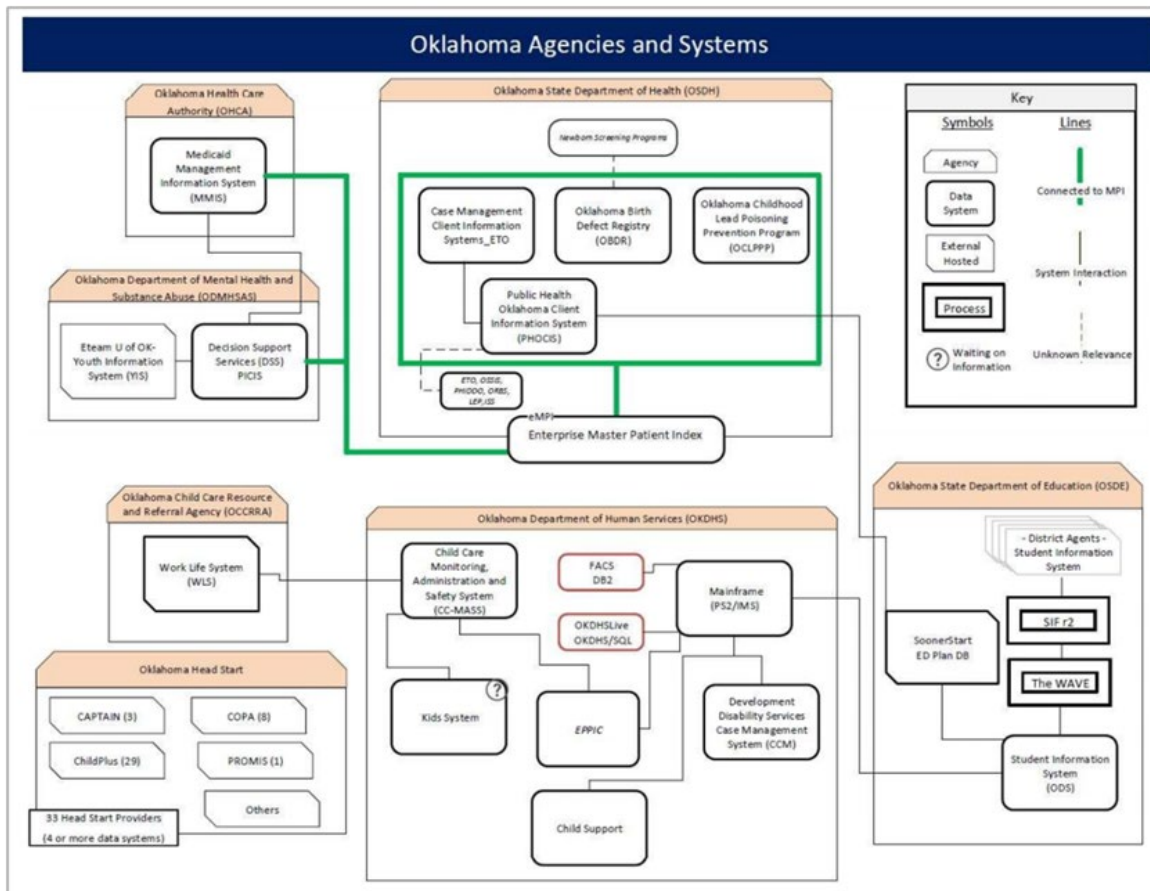 Oklahoma Agencies and Systems
Oklahoma Health Care
Authority (OHCA)
Medicaid
Management
Information System
(MMIS)
Oklahoma Department of Mental Health and
Substance Abuse (ODMHSAS)
Eteam U of OK-
Youth Information
System (YIS)
Decision Support
Services (DSS)
PICIS
Oklahoma State Department of Health (OSDH)
Newborn Screening Programs
Case Management
Client Information
Systems_ETO
Oklahoma Birth
Defect Registry
(OBDR)
Oklahoma Childhood
Lead Poisoning
Prevention Program
(OCLPPP)
Public Health
Oklahoma Client
Information System
(PHOCIS)
ETO, OSSIS,
PHIDDO, ORBS,
LEP, ISS
eMPI
Enterprise Master Patient Index
Key
Symbols
Lines
Agency
Data
System
External
Hosted
Process
?
Waiting on
Information
Connected to MPI
System Interaction
Unknown Relevance
Oklahoma Child Care Resource
and Referral Agency (OCCRRA)
Work Life System
(WLS)
Oklahoma Head Start
CAPTAIN (3)
COPA (8)
ChildPlus (29)
PROMIS (1)
Others
33 Head Start Providers
(4 or more data systems)
Oklahoma Department of Human Services (OKDHS)
Child Care
Monitoring,
Administration and
Safety System
(CC-MASS)
FACS
DB2
OKDHSLive
OKDHS/SQL
Mainframe
(PS2/IMS)
?
Kids System
EPPIC
Development
Disability Services
Case Management
System (CCM)
Child Support
Oklahoma State Department of Education (OSDE)
- District Agents -
Student Information
System
SIF r2
The WAVE
SoonerStart
ED Plan DB
Student Information
System
(ODS)